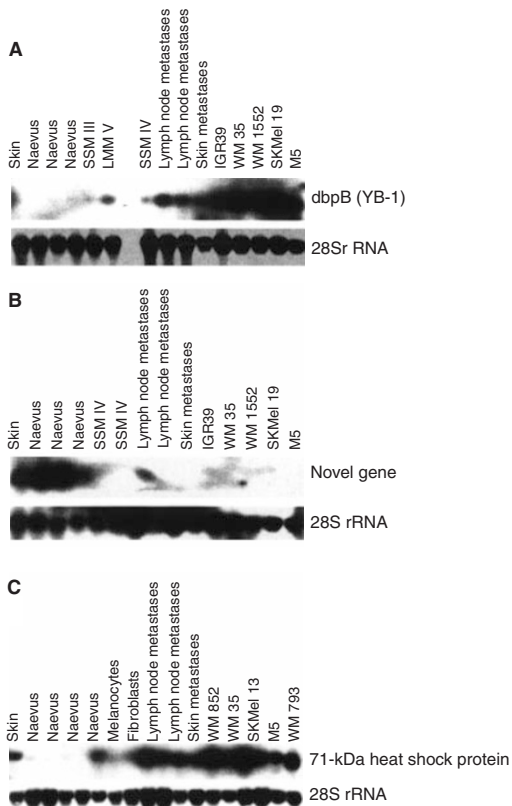 A
Skin
Naevus
Naevus
Naevus
SSM III
LMM V
SSM IV
Lymph node metastases
Lymph node metastases
Skin metastases
IGR39
WM 35
WM 1552
SKMel 19
M5
dbpB (YB-1)
28Sr RNA
B
Skin
Naevus
Naevus
Naevus
SSM IV
SSM IV
Lymph node metastases
Lymph node metastases
Skin metastases
IGR39
WM 35
WM 1552
SKMel 19
M5
Novel gene
28S rRNA
C
Skin
Naevus
Naevus
Naevus
Naevus
Melanocytes
Fibroblasts
Lymph node metastases
Lymph node metastases
Skin metastases
WM 852
WM 35
SKMel 13
M5
WM 793
71-kDa heat shock protein
28S rRNA